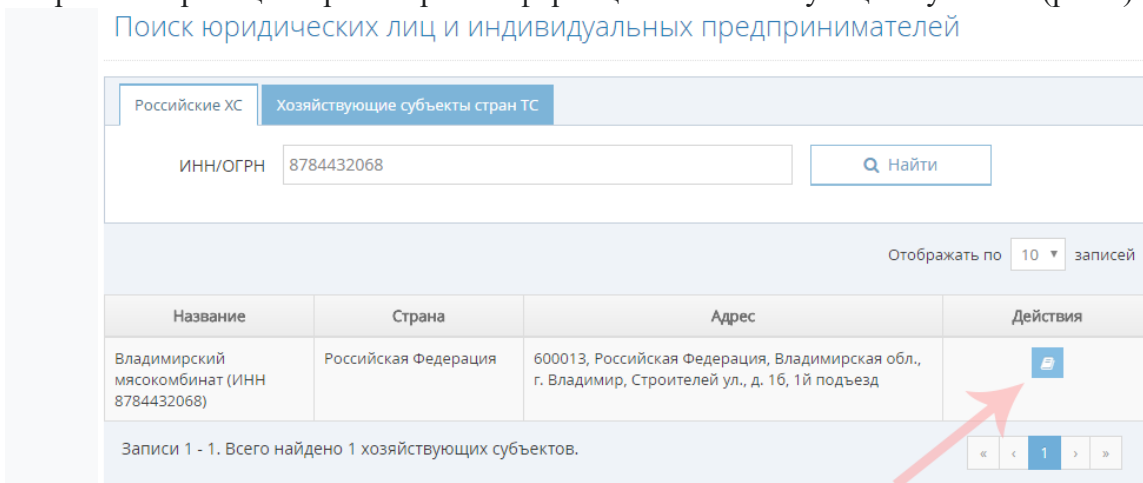 Поиск юридических лиц и индивидуальных предпринимателей
Российские ХС
Хозяйствующие субъекты стран ТС
ИНН/ОГРН
8784432068
Найти
Отображать по 10 записей
Название
Страна
Адрес
Действия
Владимирский
мясокомбинат (ИНН
8784432068)
Российская Федерация
600013, Российская Федерация, Владимирская обл.,
г. Владимир, Строителей ул., д. 16, 1й подъезд
Записи 1 - 1. Всего найдено 1 хозяйствующих субъектов.
« ‹ 1 › »